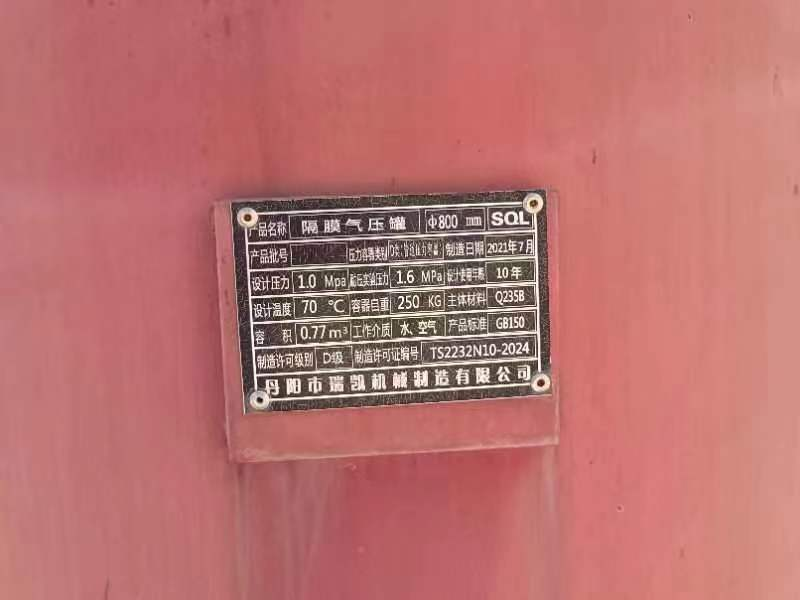 产品名称 隔膜气压罐 Φ800 mm SQL
产品批号 压力容器类别 制造日期 2021年7月
设计压力 1.0 Mpa 耐压实验压力 1.6 MPa 设计使用年限 10年
设计温度 70 ℃ 容器自重 250 KG 主体材料 Q235B
容积 0.77m³ 工作介质 水、空气 产品标准 GB150
制造许可级别 D级 制造许可证编号 TS2232N10-2024
丹阳市瑞凯机械制造有限公司